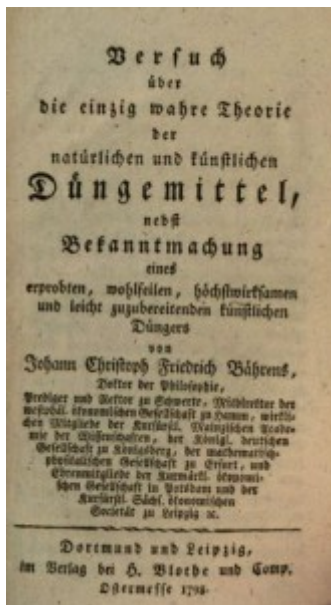 Versuch
über
die einzig wahre Theorie
der
natürlichen und künstlichen
Düngemittel,
nebst
Bekanntmachung
eines
erprobten, wohlfeilen, höchstwirksamen
und leicht zuzubereitenden künstlichen
Düngers
von
Johann Christoph Friedrich Bährens,
Doktor der Philosophie,
Prediger und Rektor zu Schwerte, Mitdirektor der
westphäl. ökonomischen Gesellschaft zu Hamm, wirkli-
chen Mitgliede der Kurfürstl. Mainzischen Acade-
mie der Wissenschaften, der Königl. deutschen
Gesellschaft zu Königsberg, der mathematisch-
physikalischen Gesellschaft zu Erfurt, und
Ehrenmitgliede der Kurmärk. ökonomi-
schen Gesellschaft in Potsdam und der
Kurfürstl. Sächs. ökonomischen
Societät zu Leipzig ꝛc.
Dortmund und Leipzig,
im Verlag bei H. Blothe und Comp.
Ostermesse 1798